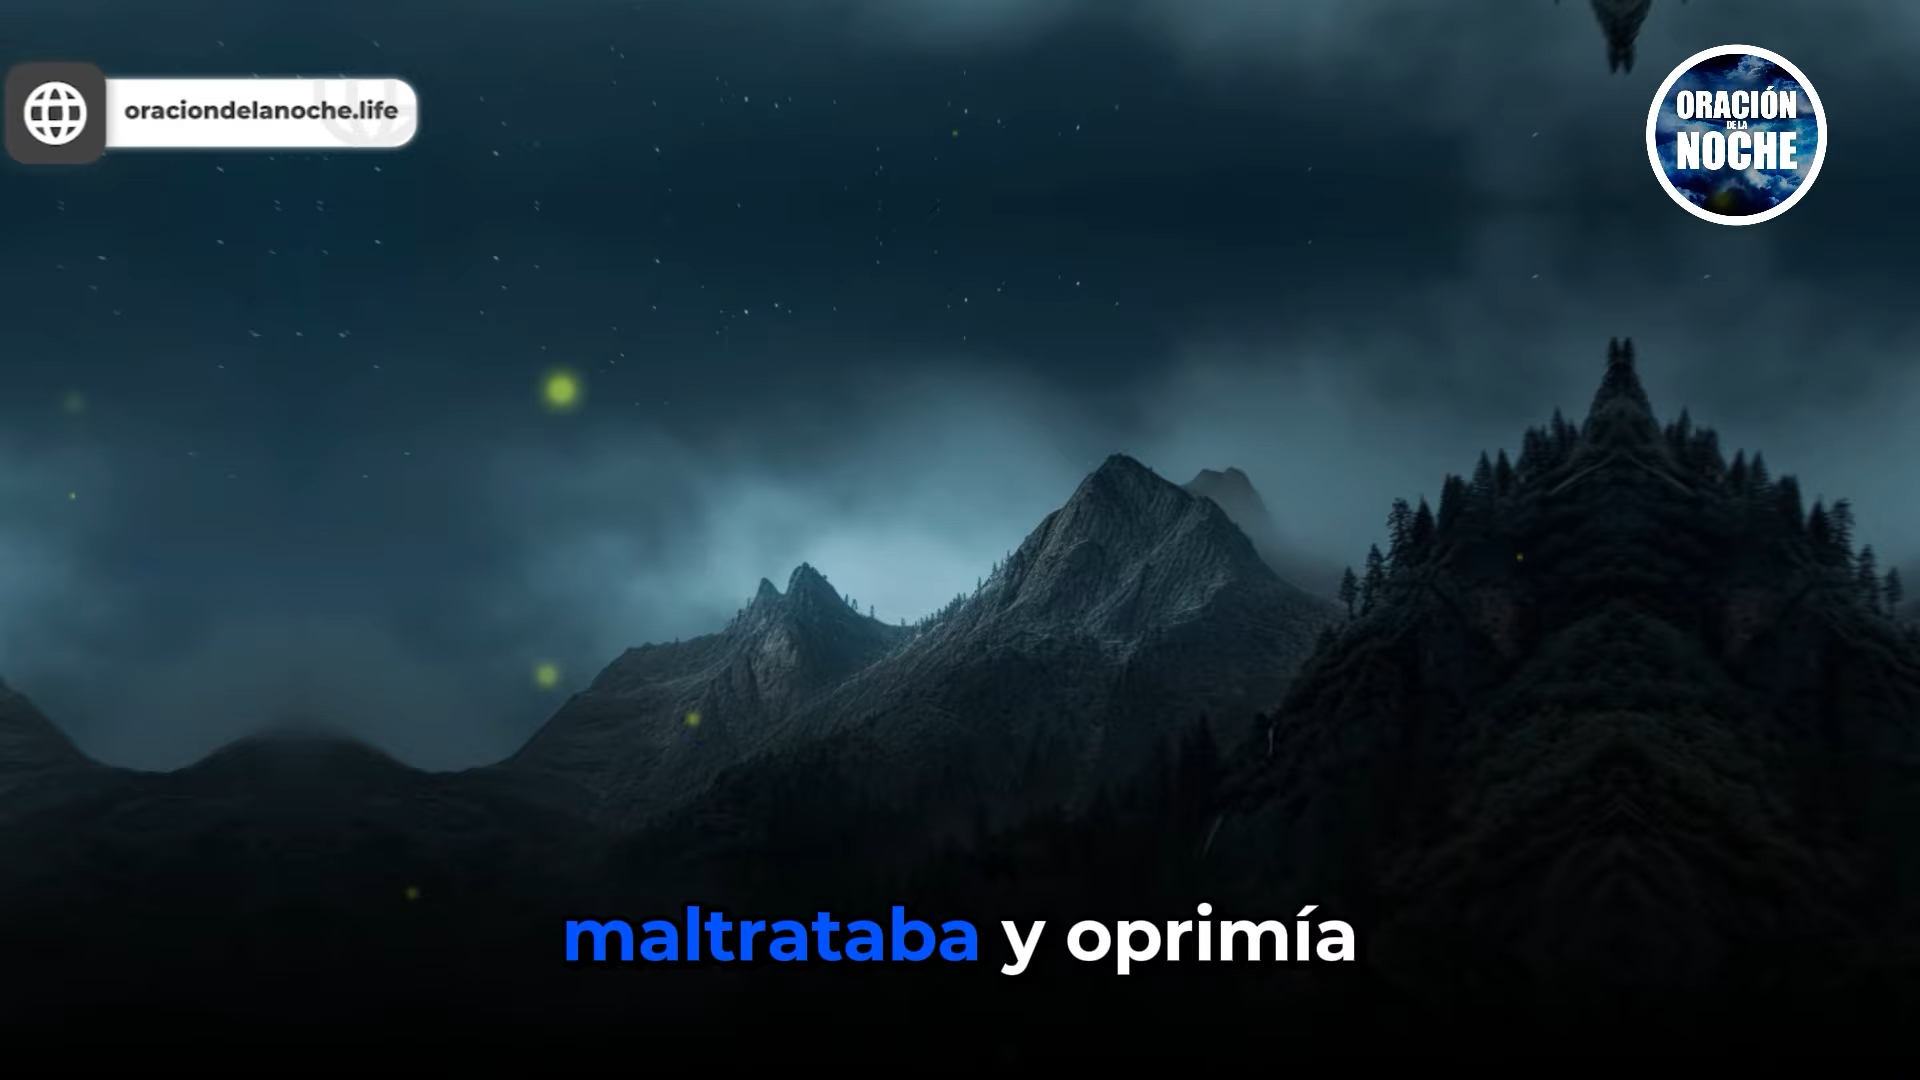 oraciondelanoche.life
ORACIÓN
DE LA
NOCHE
maltrataba y oprimía